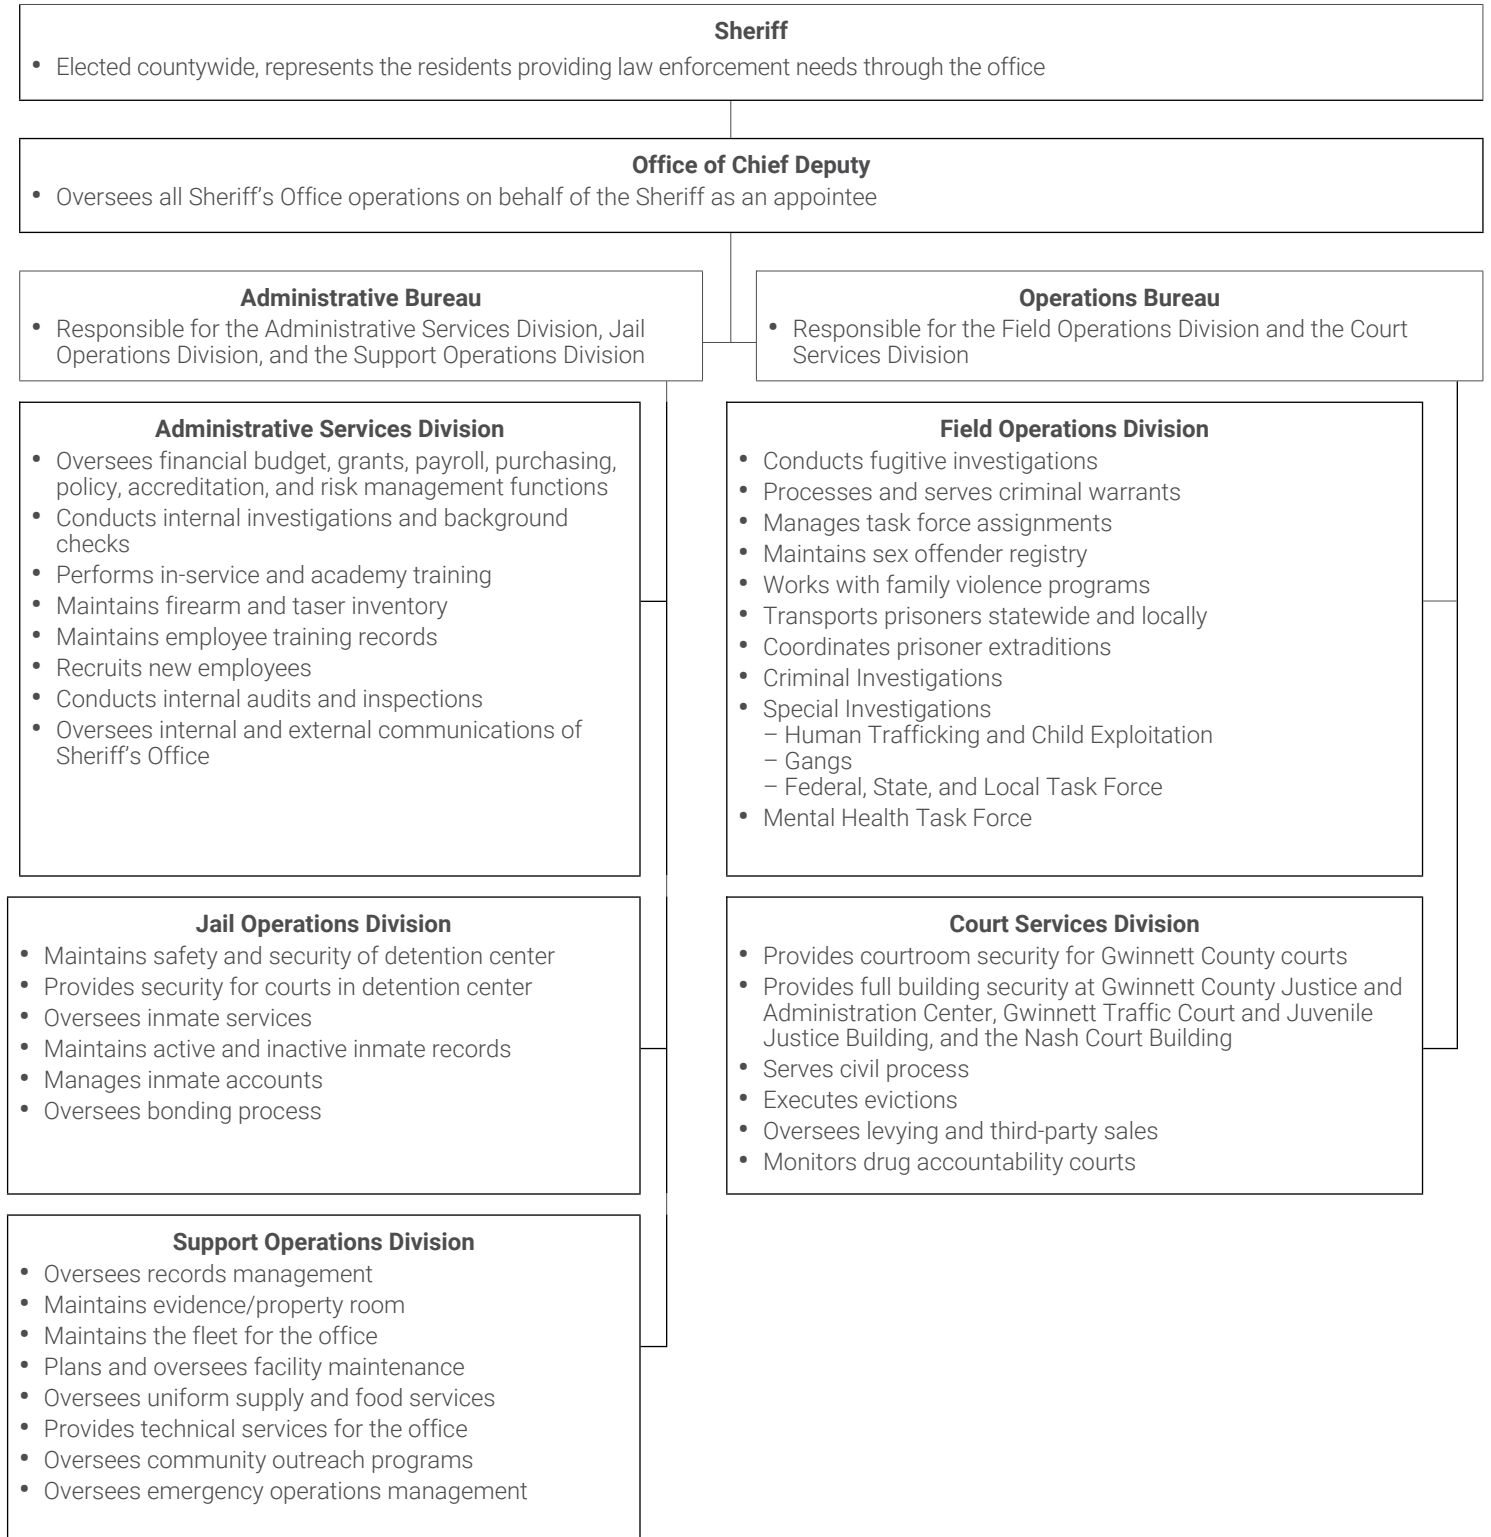 Sheriff
• Elected countywide, represents the residents providing law enforcement needs through the office
Office of Chief Deputy
• Oversees all Sheriff’s Office operations on behalf of the Sheriff as an appointee
Administrative Bureau
• Responsible for the Administrative Services Division, Jail
Operations Division, and the Support Operations Division
Operations Bureau
• Responsible for the Field Operations Division and the Court
Services Division
Administrative Services Division
• Oversees financial budget, grants, payroll, purchasing,
policy, accreditation, and risk management functions
• Conducts internal investigations and background
checks
• Performs in-service and academy training
• Maintains firearm and taser inventory
• Maintains employee training records
• Recruits new employees
• Conducts internal audits and inspections
• Oversees internal and external communications of
Sheriff’s Office
Field Operations Division
• Conducts fugitive investigations
• Processes and serves criminal warrants
• Manages task force assignments
• Maintains sex offender registry
• Works with family violence programs
• Transports prisoners statewide and locally
• Coordinates prisoner extraditions
• Criminal Investigations
• Special Investigations
– Human Trafficking and Child Exploitation
– Gangs
– Federal, State, and Local Task Force
• Mental Health Task Force
Jail Operations Division
• Maintains safety and security of detention center
• Provides security for courts in detention center
• Oversees inmate services
• Maintains active and inactive inmate records
• Manages inmate accounts
• Oversees bonding process
Court Services Division
• Provides courtroom security for Gwinnett County courts
• Provides full building security at Gwinnett County Justice and
Administration Center, Gwinnett Traffic Court and Juvenile
Justice Building, and the Nash Court Building
• Serves civil process
• Executes evictions
• Oversees levying and third-party sales
• Monitors drug accountability courts
Support Operations Division
• Oversees records management
• Maintains evidence/property room
• Maintains the fleet for the office
• Plans and oversees facility maintenance
• Oversees uniform supply and food services
• Provides technical services for the office
• Oversees community outreach programs
• Oversees emergency operations management